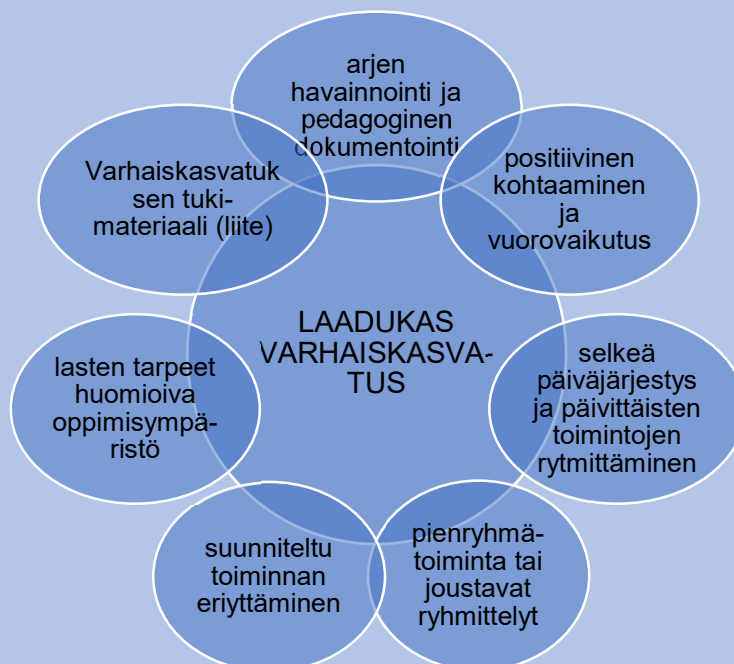 arjen
havainnointi ja
pedagoginen
dokumentointi
positiivinen
kohtaaminen
ja
vuorovaikutus
selkeä
päiväjärjestys
ja päivittäisten
toimintojen
rytmittäminen
pienryhmä-
toiminta tai
joustavat
ryhmittelyt
suunniteltu
toiminnan
eriyttäminen
lasten tarpeet
huomioiva
oppimisympä-
ristö
Varhaiskasvatuk
sen tuki-
materiaali (liite)
LAADUKAS
VARHAISKASVA-
TUS